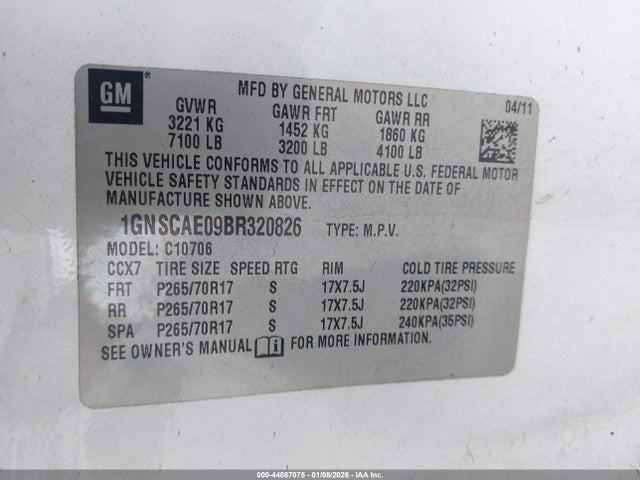 GM
MFD BY GENERAL MOTORS LLC
04/11
GVWR GAWR FRT GAWR RR
3221 KG 1452 KG 1860 KG
7100 LB 3200 LB 4100 LB
THIS VEHICLE CONFORMS TO ALL APPLICABLE U.S. FEDERAL MOTOR
VEHICLE SAFETY STANDARDS IN EFFECT ON THE DATE OF
MANUFACTURE SHOWN ABOVE.
1GNSCAE09BR320826 TYPE: M.P.V.
MODEL: C10706
CCX7 TIRE SIZE SPEED RTG RIM COLD TIRE PRESSURE
FRT P265/70R17 S 17X7.5J 220KPA(32PSI)
RR P265/70R17 S 17X7.5J 220KPA(32PSI)
SPA P265/70R17 S 17X7.5J 240KPA(35PSI)
SEE OWNER'S MANUAL FOR MORE INFORMATION.
000-44087075 - 01/08/2026 - IAAI, Inc.